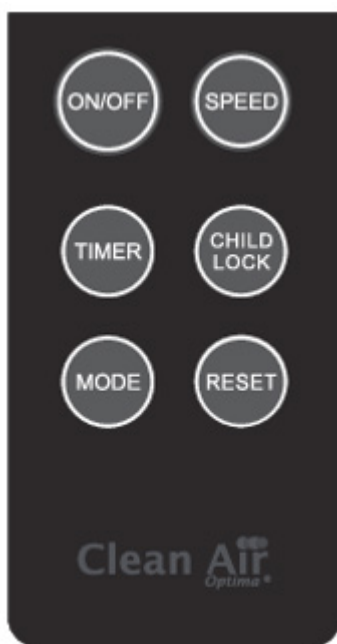 ON/OFF SPEED
TIMER CHILD
LOCK
MODE RESET
Clean Air
Optima®